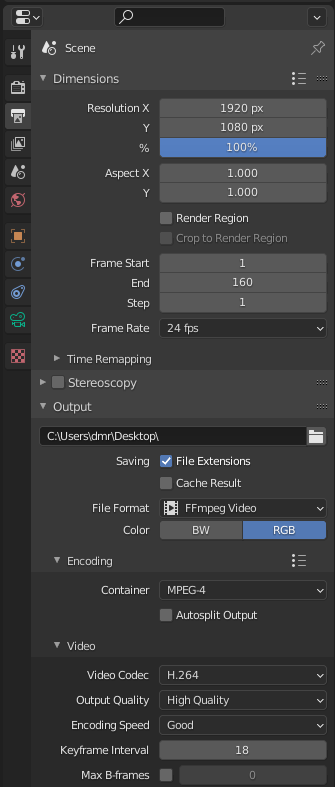 Scene
Dimensions
Resolution X 1920 px
Y 1080 px
% 100%
Aspect X 1.000
Y 1.000
Render Region
Crop to Render Region
Frame Start 1
End 160
Step 1
Frame Rate 24 fps
Time Remapping
Stereoscopy
Output
C:\Users\dmr\Desktop\
Saving File Extensions
Cache Result
File Format FFmpeg Video
Color BW RGB
Encoding
Container MPEG-4
Autosplit Output
Video
Video Codec H.264
Output Quality High Quality
Encoding Speed Good
Keyframe Interval 18
Max B-frames 0